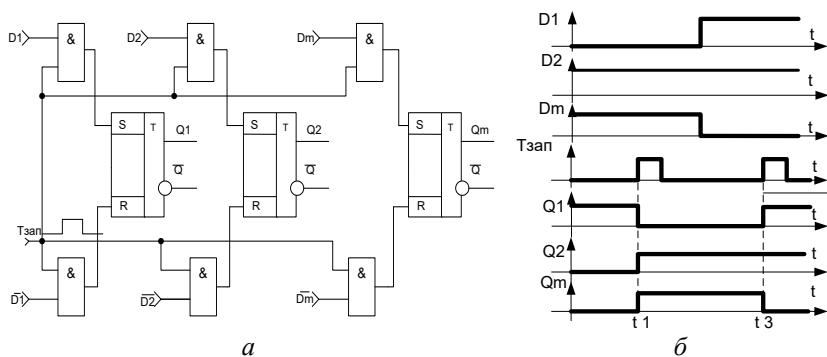 D1 & D2 & Dm &
S T Q1 S T Q2 S T Qm
Q̅ Q̅ Q̅
R R R
Tзап
& & &
D̅1 D̅2 D̅m
а
D1
t
D2
t
Dm
t
Tзап
t
Q1
t
Q2
t
Qm
t
t 1 t 3
б